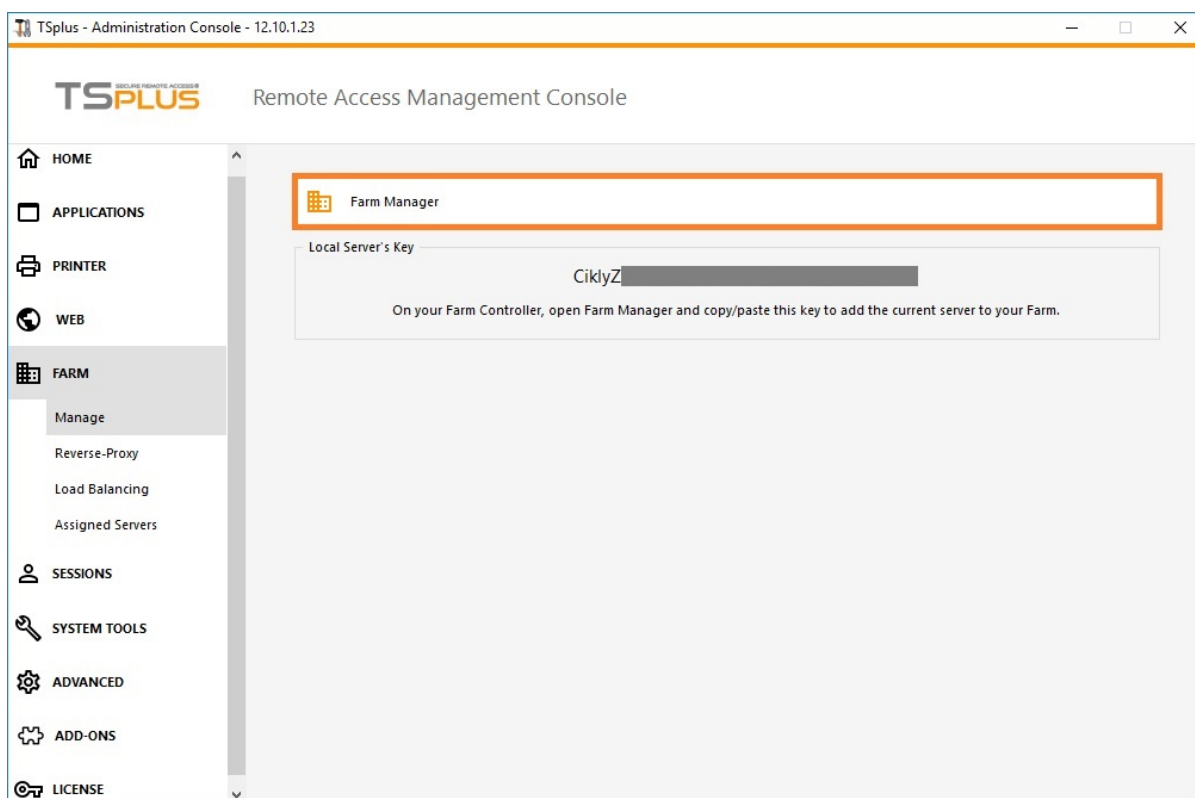 TSplus - Administration Console - 12.10.1.23
TSPLUS SECURE REMOTE ACCESS®
Remote Access Management Console
HOME
APPLICATIONS
PRINTER
WEB
FARM
Manage
Reverse-Proxy
Load Balancing
Assigned Servers
SESSIONS
SYSTEM TOOLS
ADVANCED
ADD-ONS
LICENSE
Farm Manager
Local Server's Key
CiklyZ
On your Farm Controller, open Farm Manager and copy/paste this key to add the current server to your Farm.